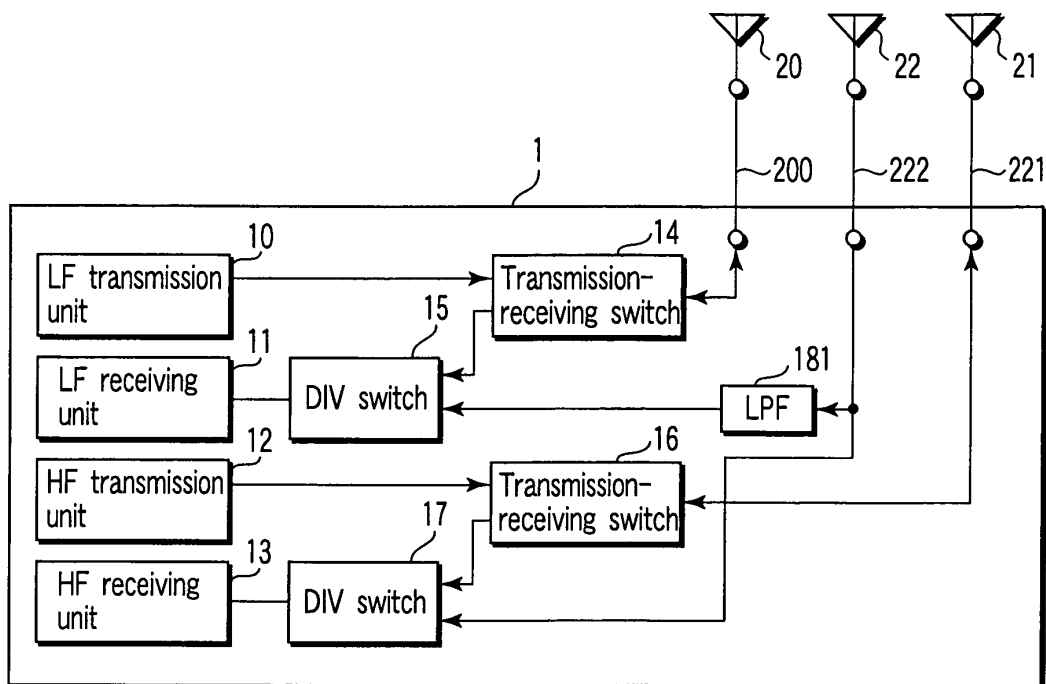 20
22
21
1
200
222
221
10
LF transmission
unit
14
Transmission-
receiving switch
15
11
LF receiving
unit
DIV switch
181
LPF
12
HF transmission
unit
16
Transmission-
receiving switch
17
13
HF receiving
unit
DIV switch